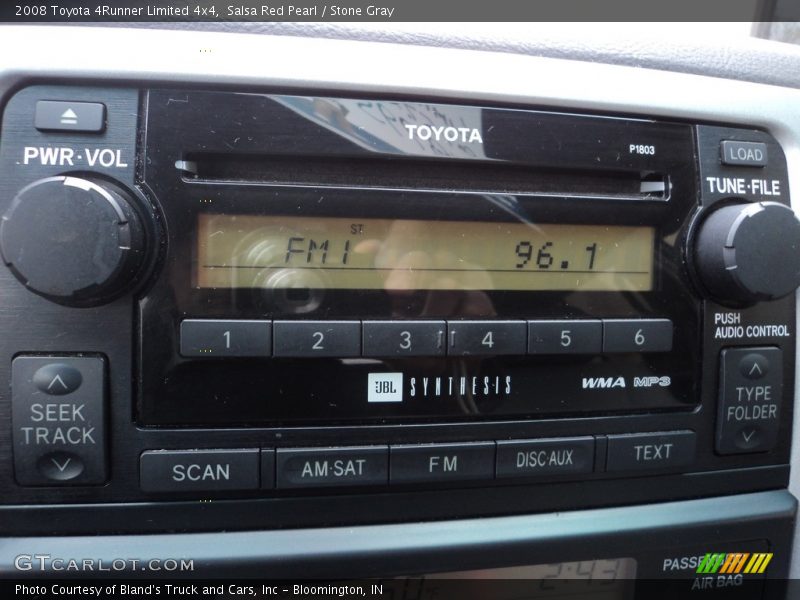 2008 Toyota 4Runner Limited 4x4, Salsa Red Pearl / Stone Gray
TOYOTA
P1803
LOAD
PWR·VOL
TUNE·FILE
ST
FM1 96.1
PUSH
AUDIO CONTROL
1 2 3 4 5 6
JBL SYNTHESIS
WMA MP3
SEEK
TRACK
TYPE
FOLDER
SCAN AM·SAT FM DISC·AUX TEXT
2:43
PASSENGER
AIR BAG
GTCARLOT.COM
Photo Courtesy of Bland's Truck and Cars, Inc – Bloomington, IN